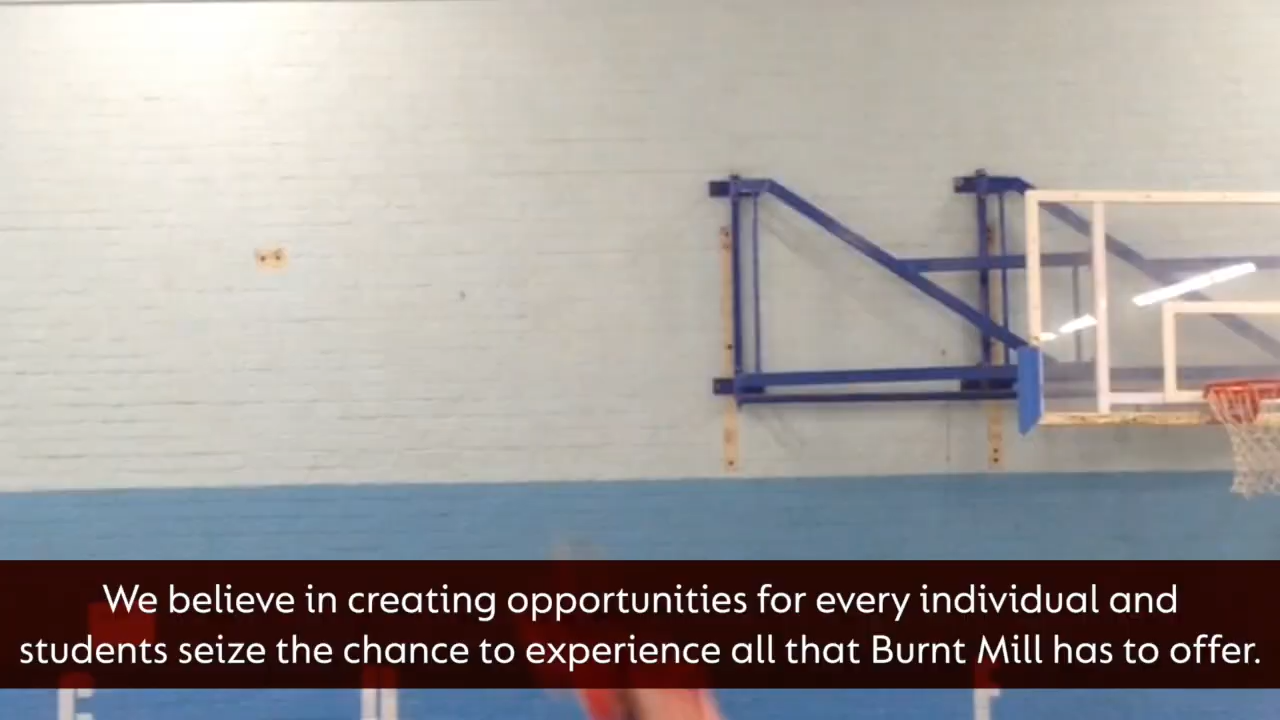 We believe in creating opportunities for every individual and
students seize the chance to experience all that Burnt Mill has to offer.